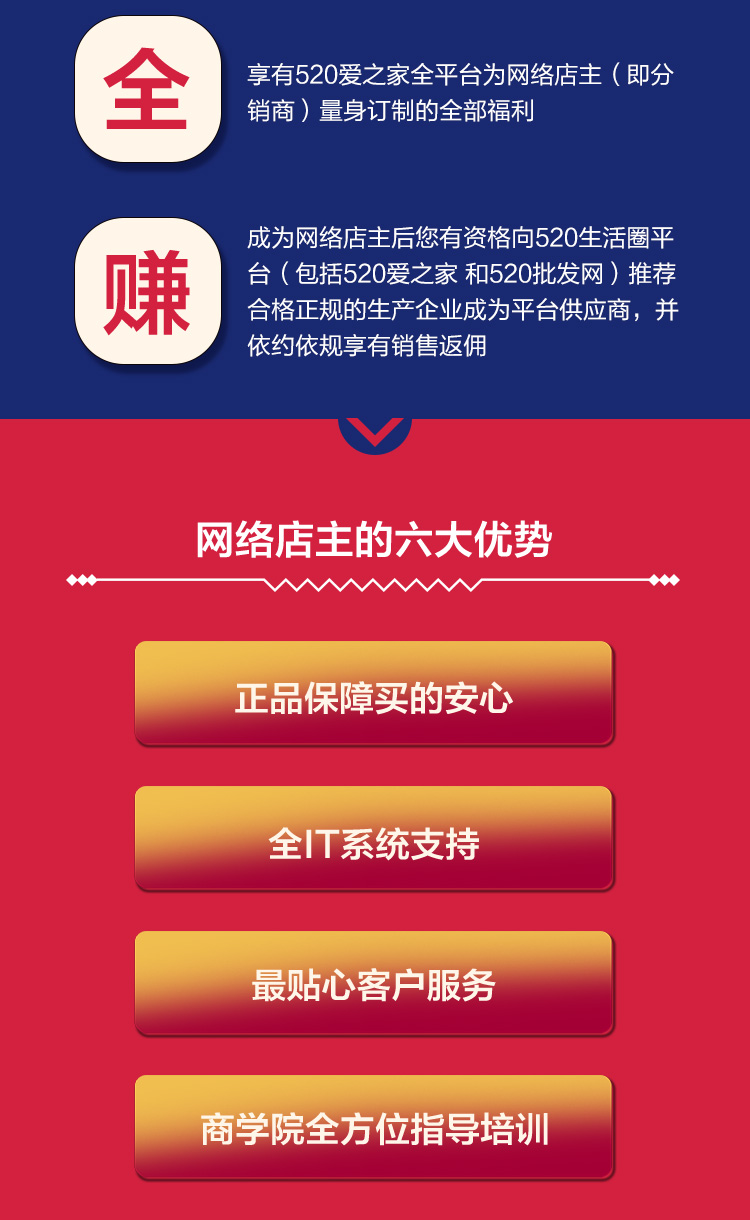 全
享有520爱之家全平台为网络店主（即分
销商）量身订制的全部福利
赚
成为网络店主后您有资格向520生活圈平
台（包括520爱之家 和520批发网）推荐
合格正规的生产企业成为平台供应商，并
依约依规享有销售返佣
网络店主的六大优势
正品保障买的安心
全IT系统支持
最贴心客户服务
商学院全方位指导培训